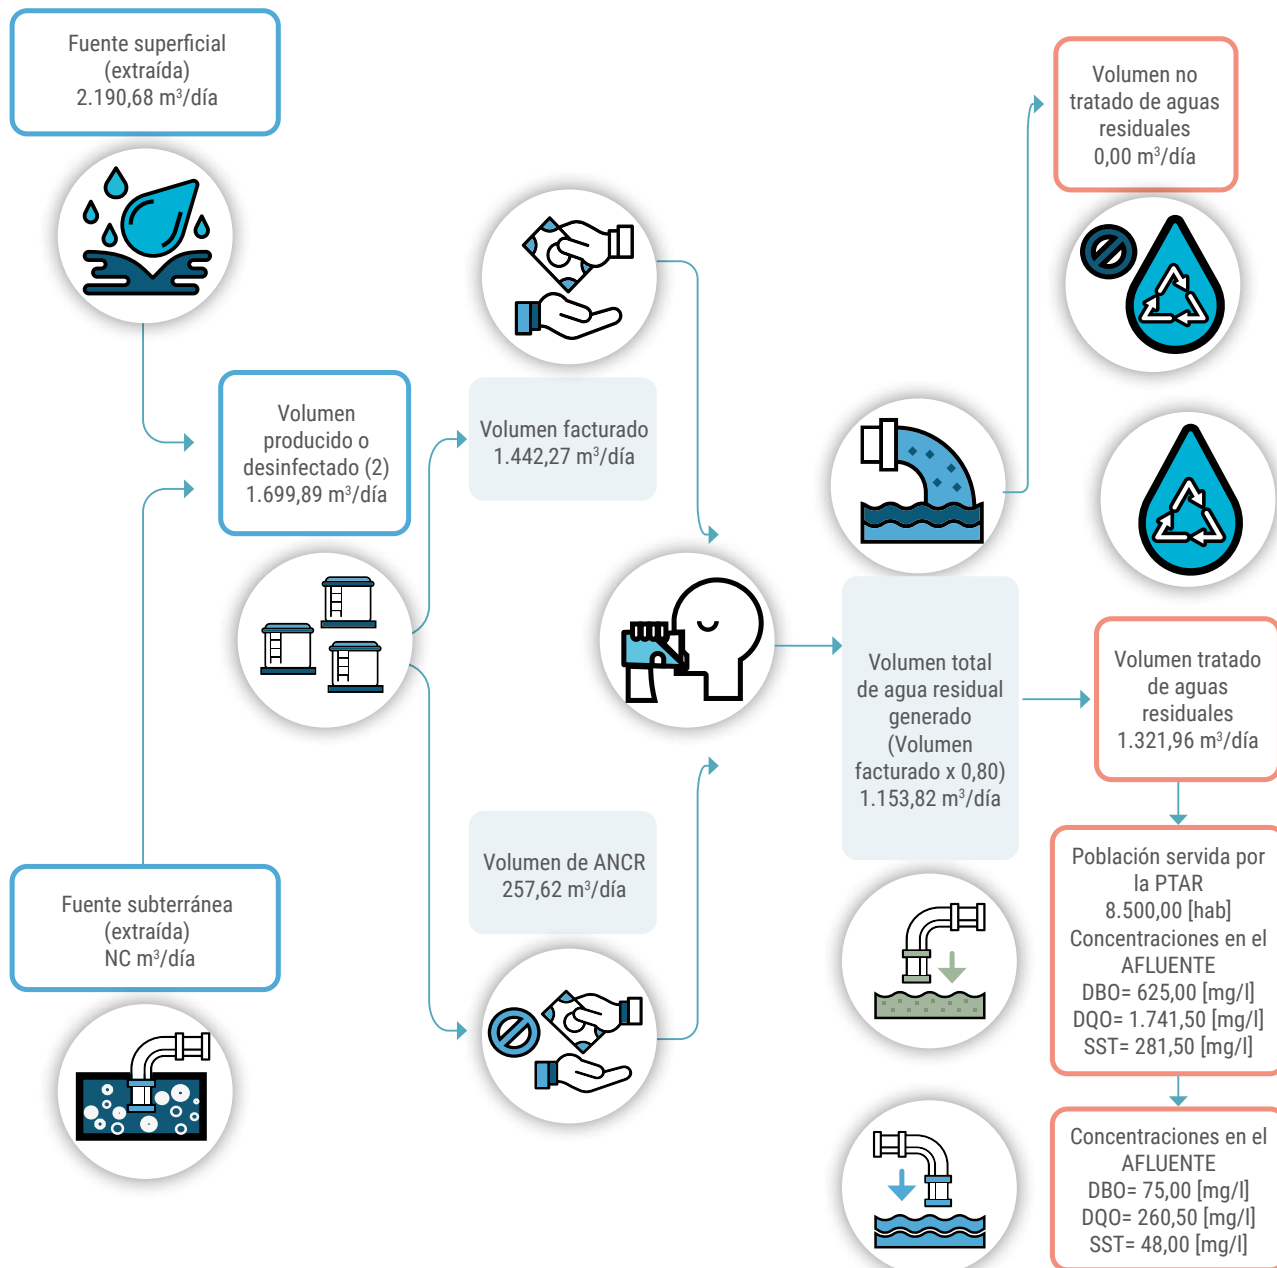 Fuente superficial
(extraída)
2.190,68 m³/día
Volumen
producido o
desinfectado (2)
1.699,89 m³/día
Fuente subterránea
(extraída)
NC m³/día
Volumen facturado
1.442,27 m³/día
Volumen de ANCR
257,62 m³/día
Volumen total
de agua residual
generado
(Volumen
facturado x 0,80)
1.153,82 m³/día
Volumen no
tratado de aguas
residuales
0,00 m³/día
Volumen tratado
de aguas
residuales
1.321,96 m³/día
Población servida por
la PTAR
8.500,00 [hab]
Concentraciones en el
AFLUENTE
DBO= 625,00 [mg/l]
DQO= 1.741,50 [mg/l]
SST= 281,50 [mg/l]
Concentraciones en el
AFLUENTE
DBO= 75,00 [mg/l]
DQO= 260,50 [mg/l]
SST= 48,00 [mg/l]